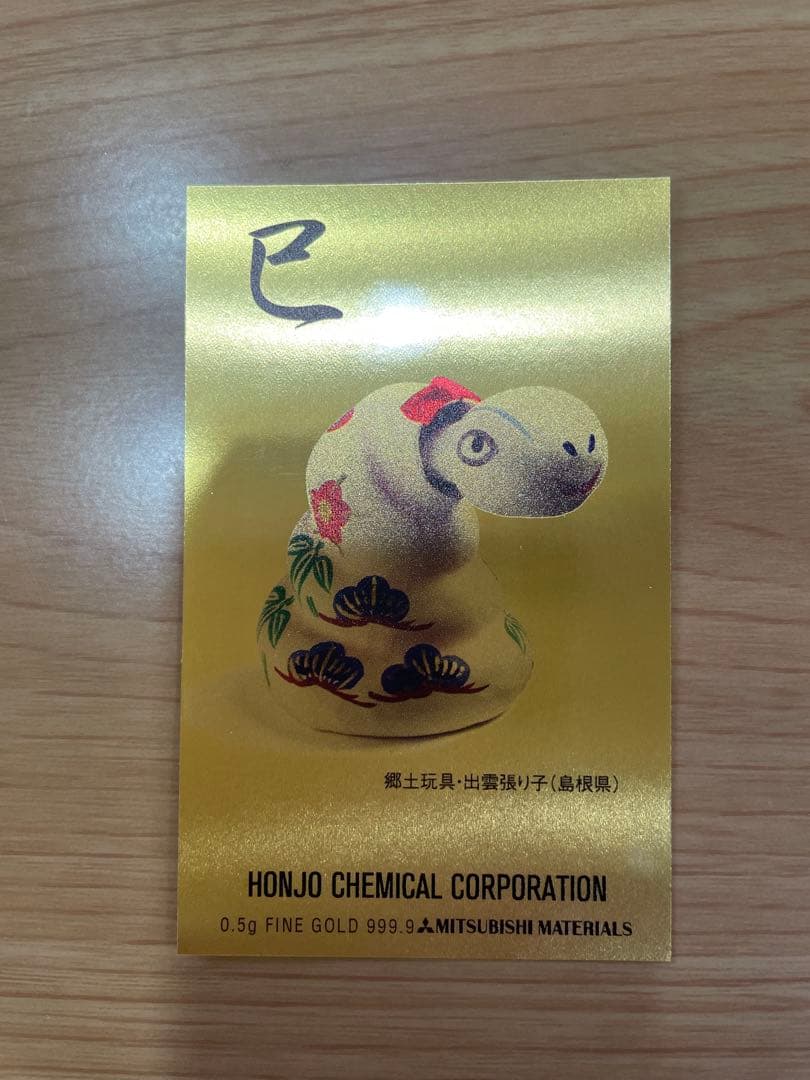 巳
郷土玩具・出雲張り子(島根県)
HONJO CHEMICAL CORPORATION
0.5g FINE GOLD 999.9 MITSUBISHI MATERIALS